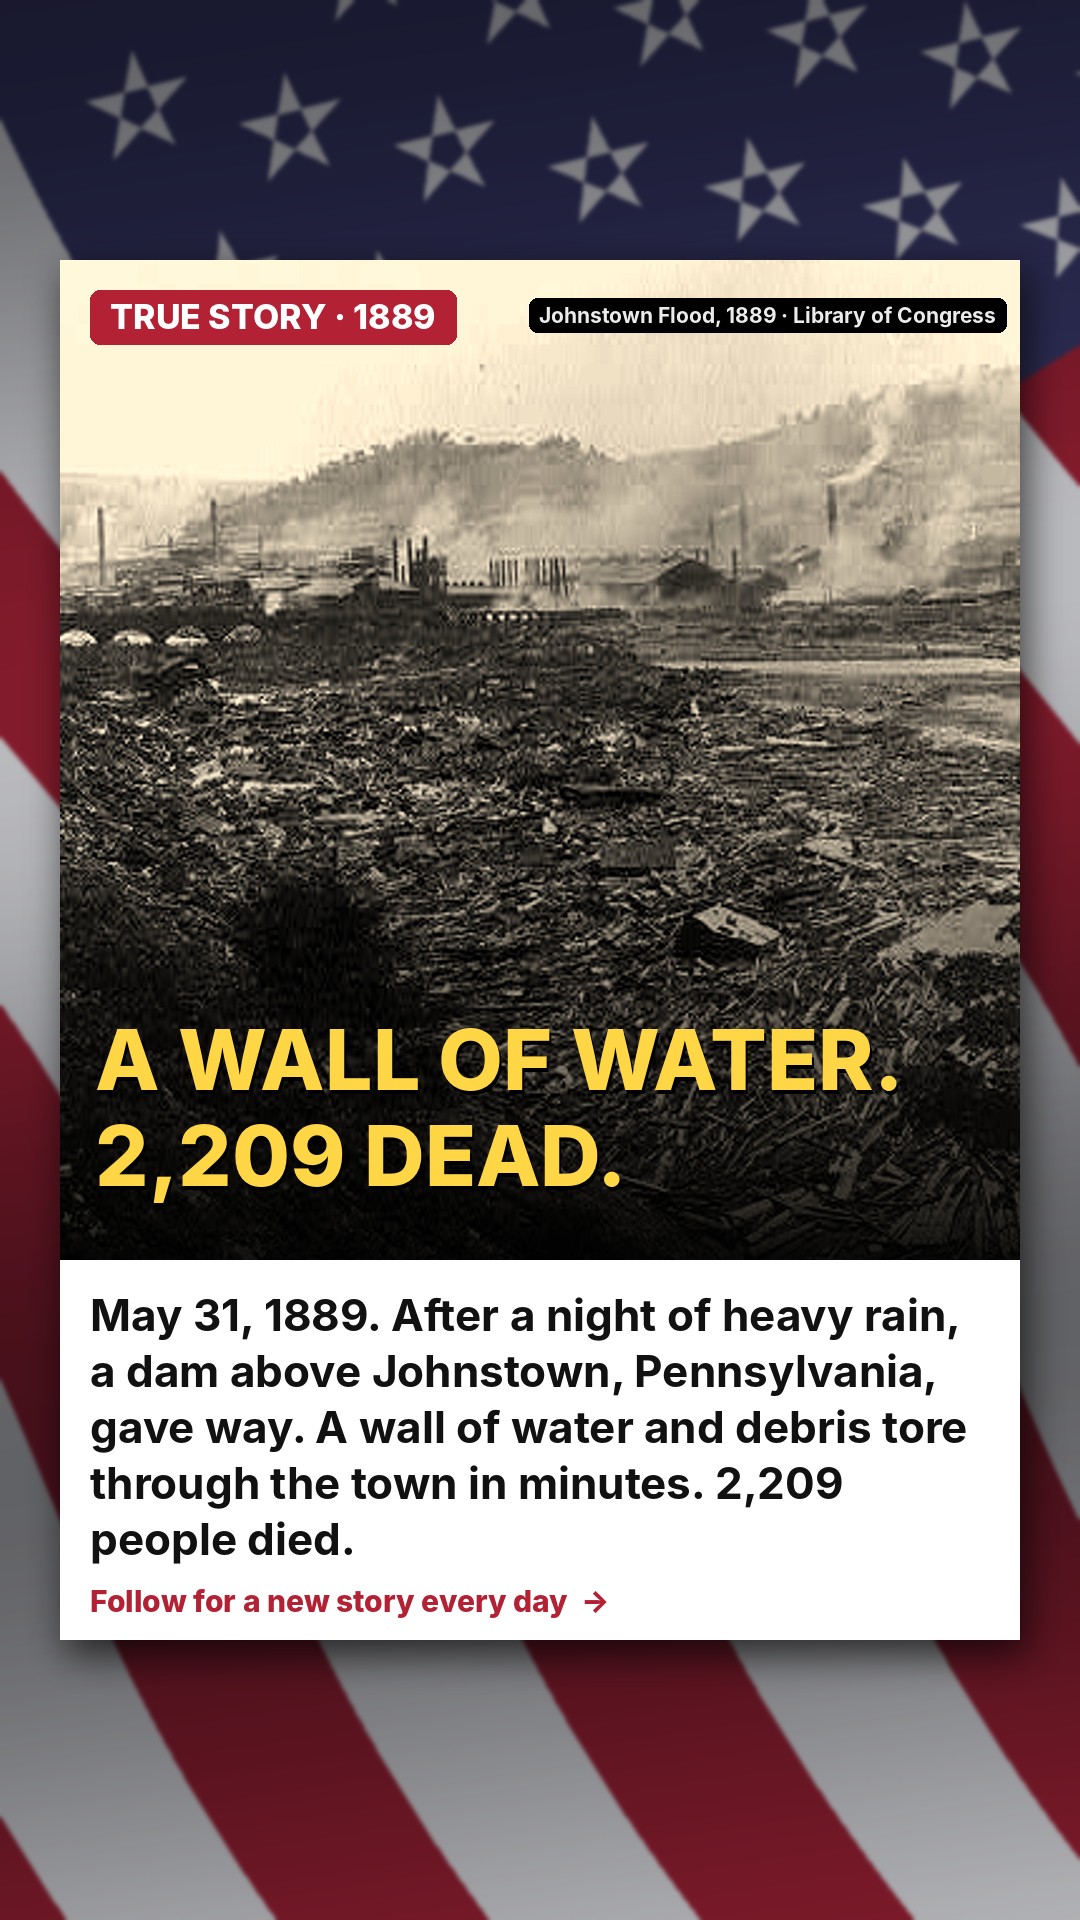 TRUE STORY · 1889
Johnstown Flood, 1889 · Library of Congress
A WALL OF WATER.
2,209 DEAD.
May 31, 1889. After a night of heavy rain,
a dam above Johnstown, Pennsylvania,
gave way. A wall of water and debris tore
through the town in minutes. 2,209
people died.
Follow for a new story every day →